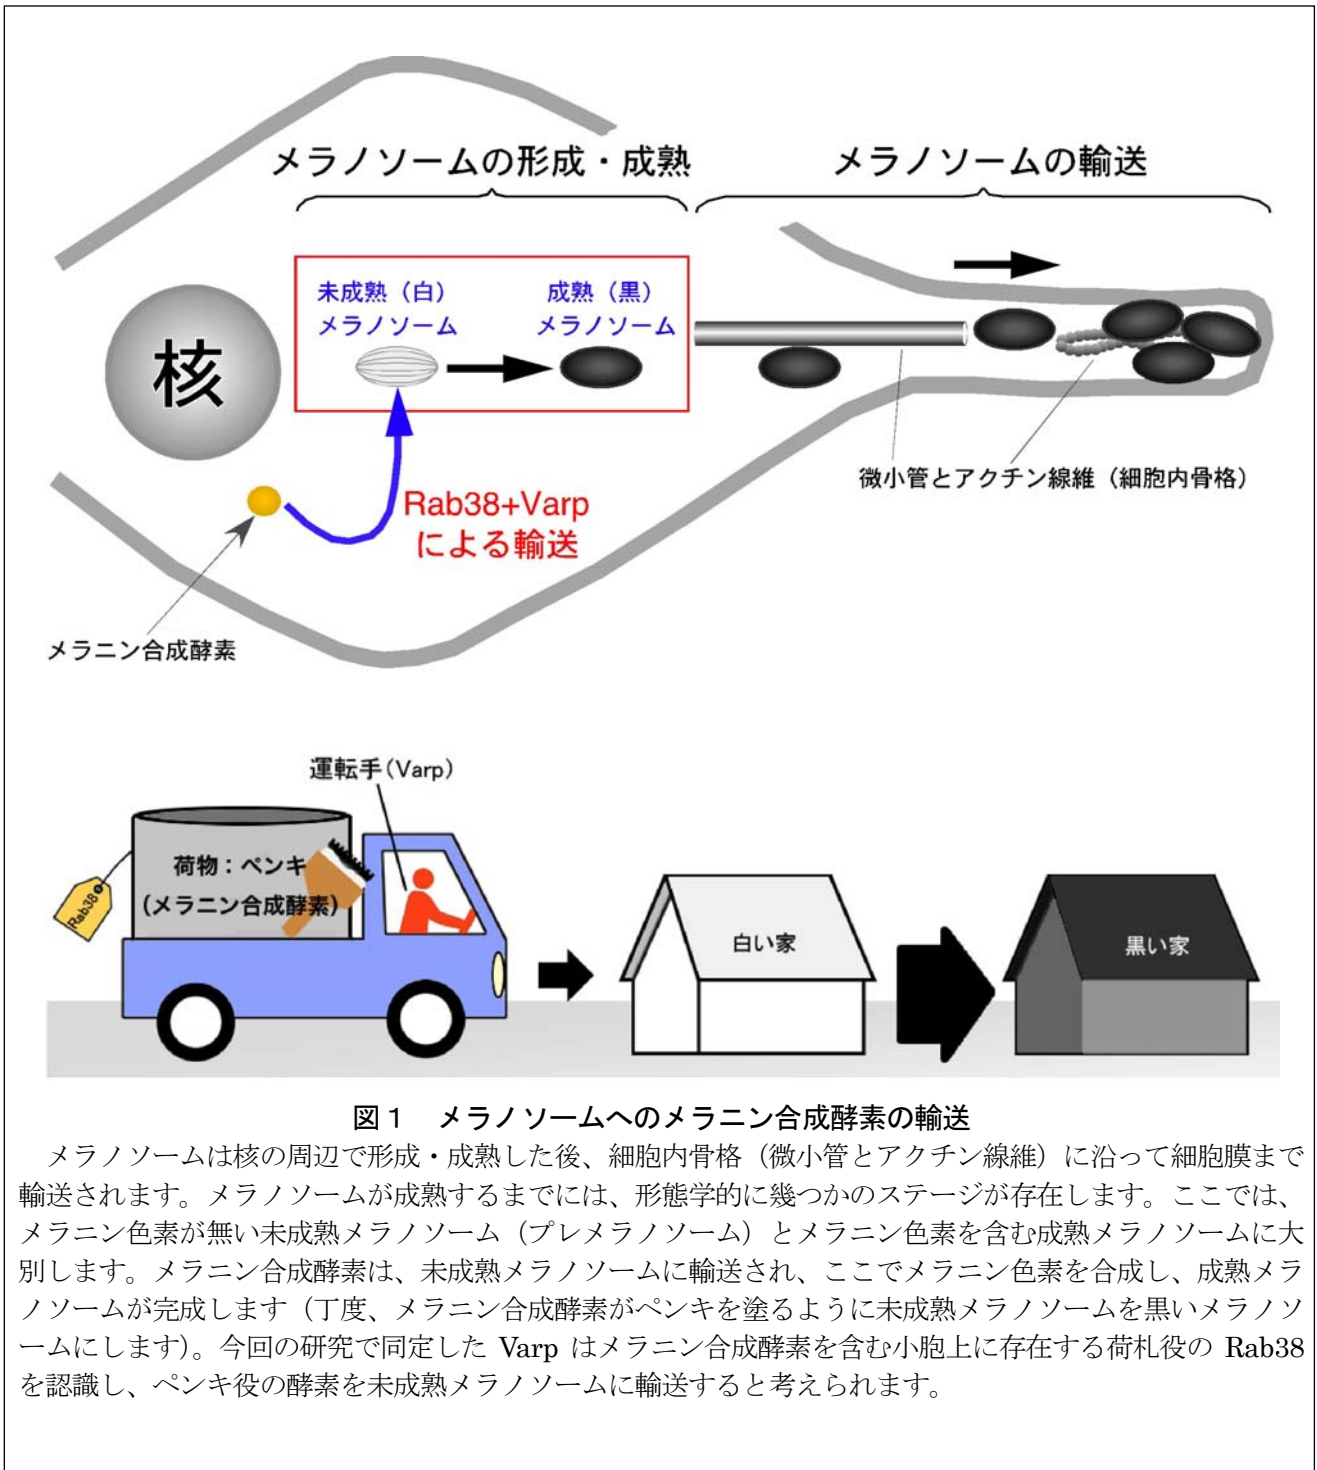 メラノソームの形成・成熟
メラノソームの輸送
未成熟（白）
メラノソーム
成熟（黒）
メラノソーム
核
微小管とアクチン線維（細胞内骨格）
Rab38+Varp
による輸送
メラニン合成酵素
運転手(Varp)
荷物：ペンキ
(メラニン合成酵素)
Rab38
白い家
黒い家
図１　メラノソームへのメラニン合成酵素の輸送
メラノソームは核の周辺で形成・成熟した後、細胞内骨格（微小管とアクチン線維）に沿って細胞膜まで
輸送されます。メラノソームが成熟するまでには、形態学的に幾つかのステージが存在します。ここでは、
メラニン色素が無い未成熟メラノソーム（プレメラノソーム）とメラニン色素を含む成熟メラノソームに大
別します。メラニン合成酵素は、未成熟メラノソームに輸送され、ここでメラニン色素を合成し、成熟メラ
ノソームが完成します（丁度、メラニン合成酵素がペンキを塗るように未成熟メラノソームを黒いメラノソ
ームにします）。今回の研究で同定した Varp はメラニン合成酵素を含む小胞上に存在する荷札役の Rab38
を認識し、ペンキ役の酵素を未成熟メラノソームに輸送すると考えられます。